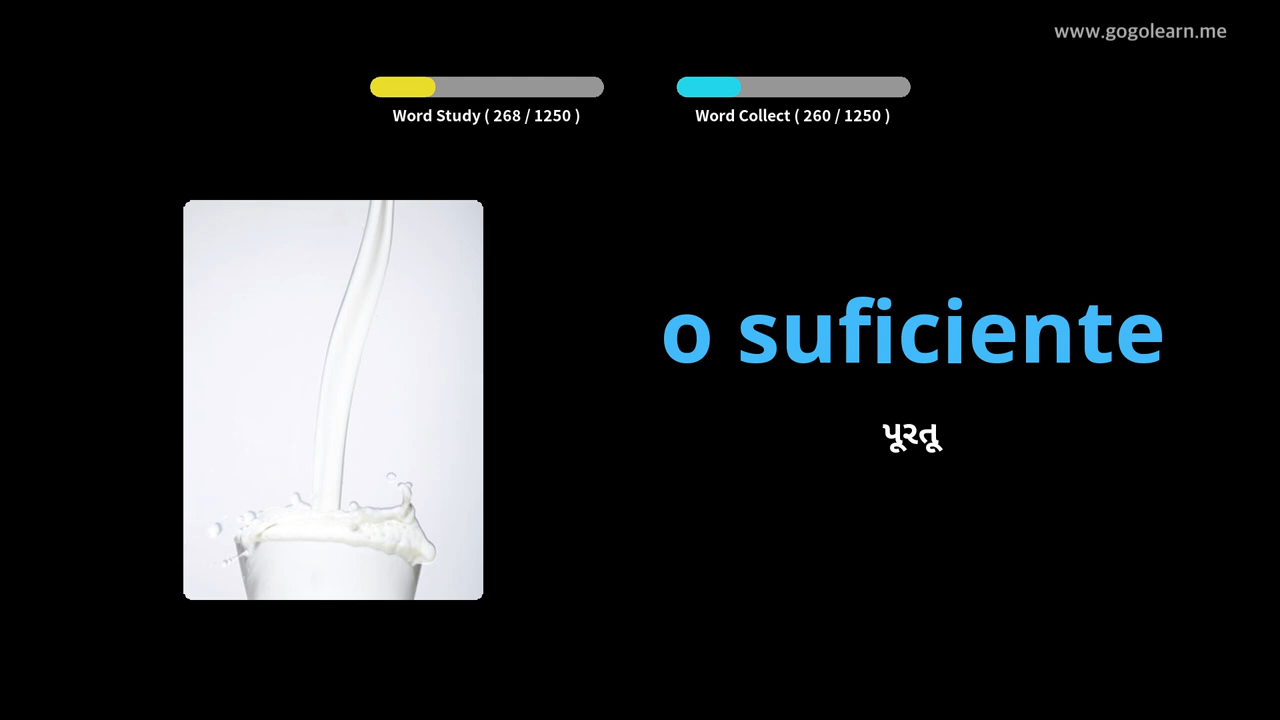 www.gogolearn.me
Word Study ( 268 / 1250 )
Word Collect ( 260 / 1250 )
o suficiente
પૂરતૂ